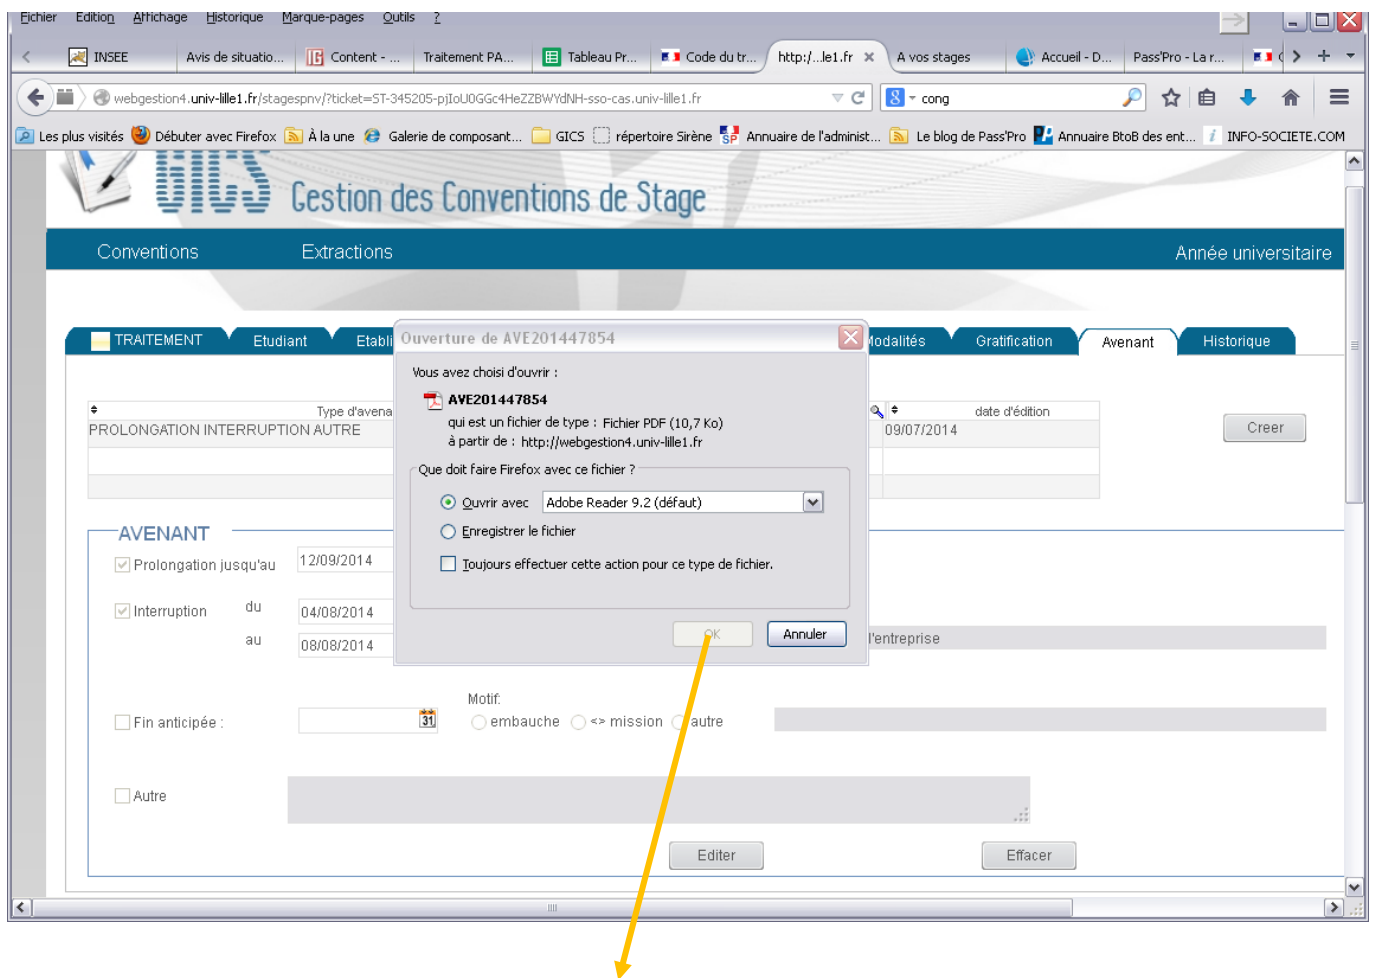 Fichier Edition Affichage Historique Marque-pages Outils ?
INSEE Avis de situatio... Content - ... Traitement PA... Tableau Pr... Code du tr... http:/...le1.fr A vos stages Accueil - D... Pass'Pro - La r...
webgestion4.univ-lille1.fr/stagespnv/?ticket=ST-345205-pjIoU0GGc4HeZZBWYdNH-sso-cas.univ-lille1.fr cong
Les plus visités Débuter avec Firefox À la une Galerie de composant... GICS répertoire Sirène Annuaire de l'administ... Le blog de Pass'Pro Annuaire BtoB des ent... INFO-SOCIETE.COM
GICS Gestion des Conventions de Stage
Conventions Extractions Année universitaire
TRAITEMENT Etudiant Etabli Modalités Gratification Avenant Historique
Ouverture de AVE201447854
Vous avez choisi d'ouvrir :
AVE201447854
qui est un fichier de type : Fichier PDF (10,7 Ko)
à partir de : http://webgestion4.univ-lille1.fr
Que doit faire Firefox avec ce fichier ?
Ouvrir avec Adobe Reader 9.2 (défaut)
Enregistrer le fichier
Toujours effectuer cette action pour ce type de fichier.
OK Annuler
Type d'avena date d'édition
PROLONGATION INTERRUPTION AUTRE 09/07/2014
Creer
AVENANT
Prolongation jusqu'au 12/09/2014
Interruption du 04/08/2014
au 08/08/2014 l'entreprise
Motif:
Fin anticipée : 31 embauche <> mission autre
Autre
Editer Effacer